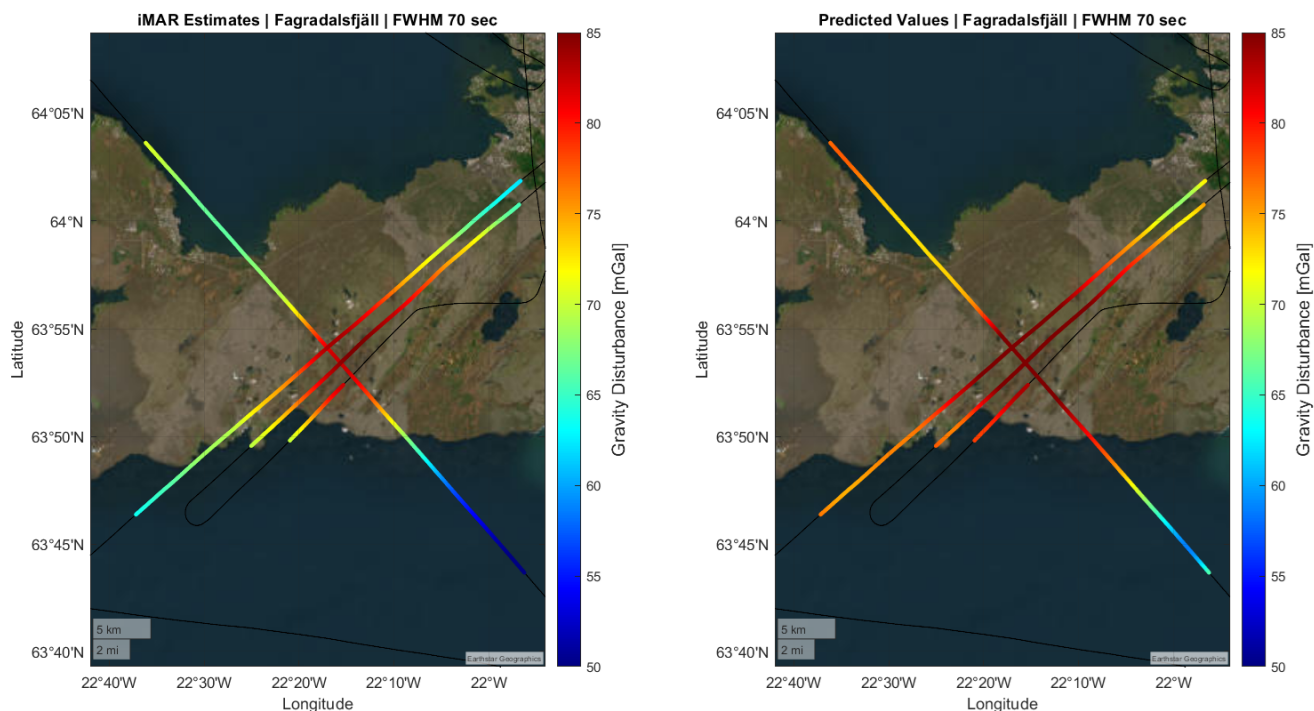 iMAR Estimates | Fagradalsfjäll | FWHM 70 sec
64°05'N
64°N
63°55'N
63°50'N
63°45'N
63°40'N
Latitude
22°40'W
22°30'W
22°20'W
22°10'W
22°W
Longitude
5 km
2 mi
Earthstar Geographics
85
80
75
70
65
60
55
50
Gravity Disturbance [mGal]
Predicted Values | Fagradalsfjäll | FWHM 70 sec
64°05'N
64°N
63°55'N
63°50'N
63°45'N
63°40'N
Latitude
22°40'W
22°30'W
22°20'W
22°10'W
22°W
Longitude
5 km
2 mi
Earthstar Geographics
85
80
75
70
65
60
55
50
Gravity Disturbance [mGal]